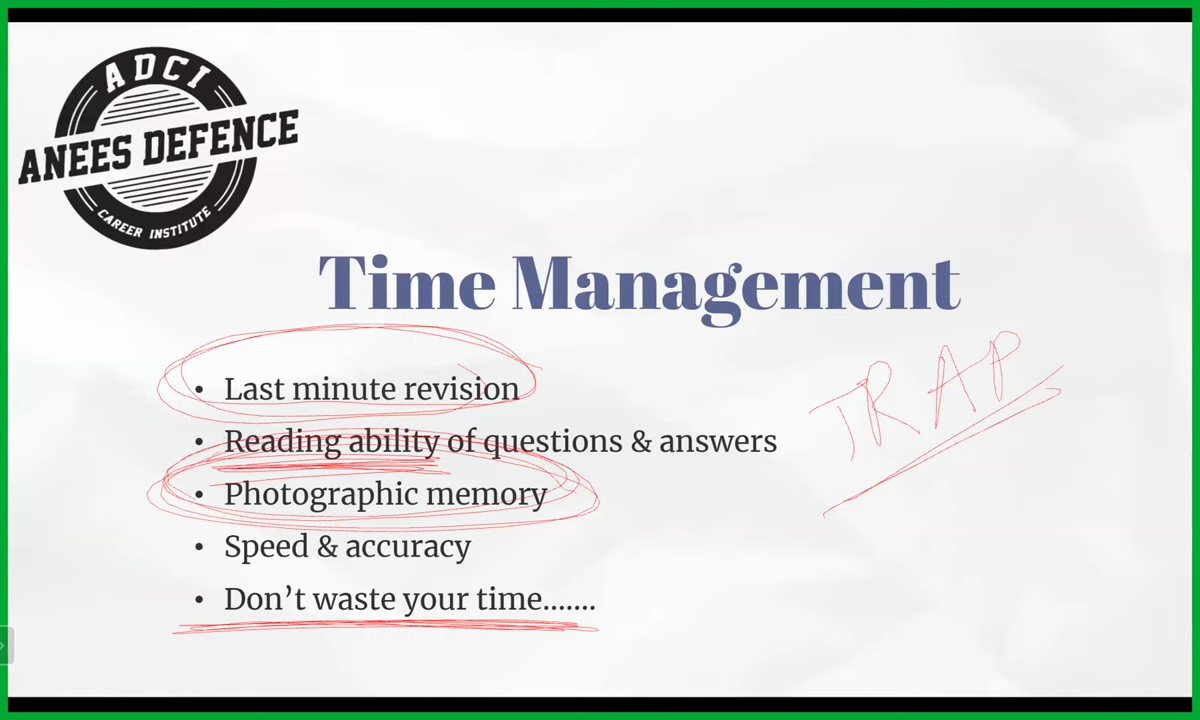 ADCI
ANEES DEFENCE
CAREER INSTITUTE
Time Management
• Last minute revision
• Reading ability of questions & answers
• Photographic memory
• Speed & accuracy
• Don’t waste your time.......
TRAP